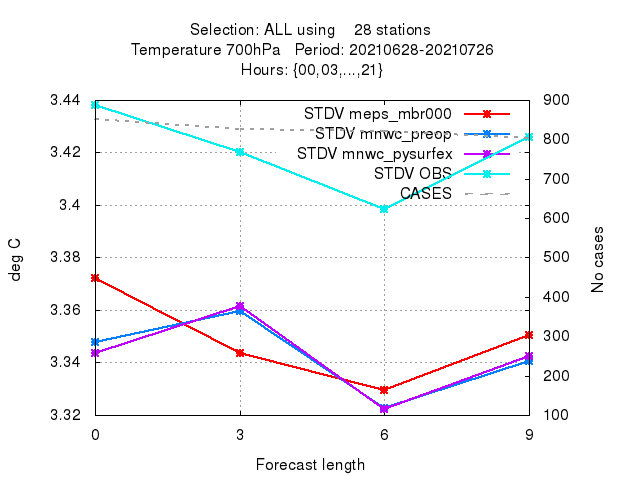 Selection: ALL using 28 stations
Temperature 700hPa Period: 20210628-20210726
Hours: {00,03,...,21}
3.44
3.42
3.4
3.38
3.36
3.34
3.32
900
800
700
600
500
400
300
200
100
STDV meps_mbr000
STDV mnwc_preop
STDV mnwc_pysurfex
STDV OBS
CASES
deg C
No cases
0 3 6 9
Forecast length